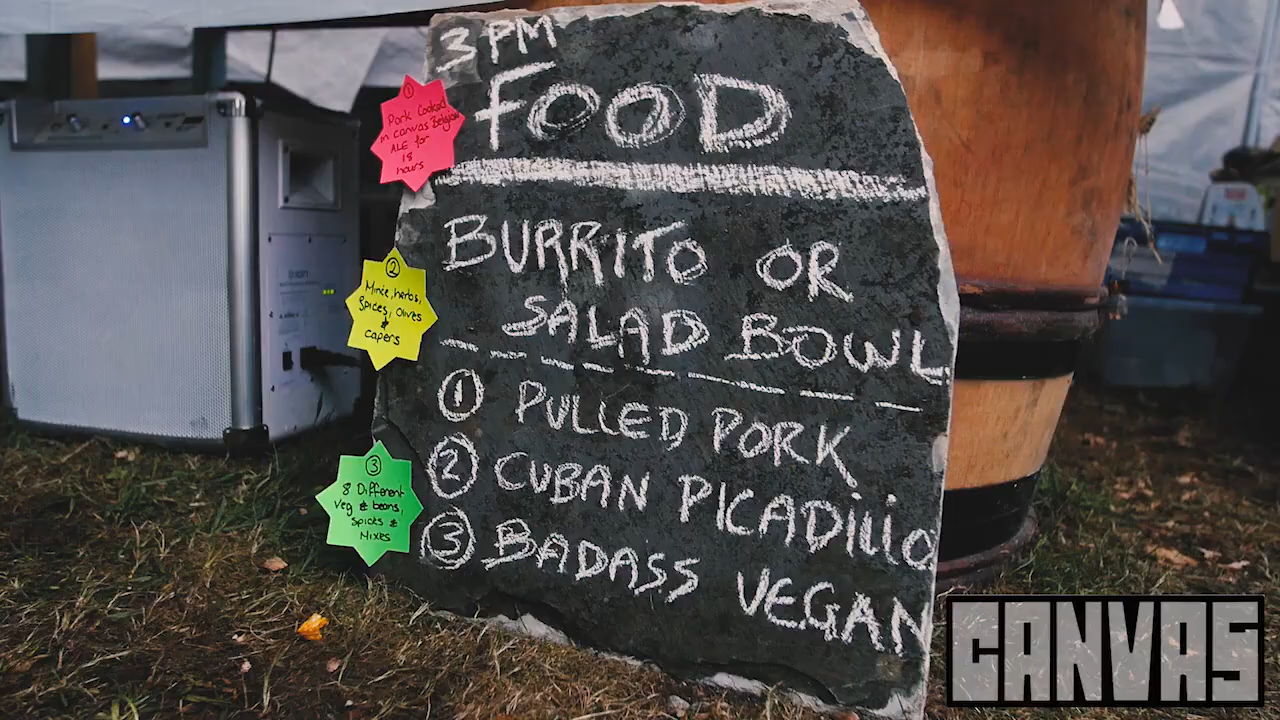 3PM
FOOD
BURRITO OR
SALAD BOWL
① PULLED PORK
② CUBAN PICADillo
③ BADASS VEGAN
①
Pork Cooked
in canvas Belgian
ALE for
18
hours
②
Mince, herbs,
Spices, Olives
&
capers
③
8 Different
Veg & beans,
Spices &
Mixes
CANVAS